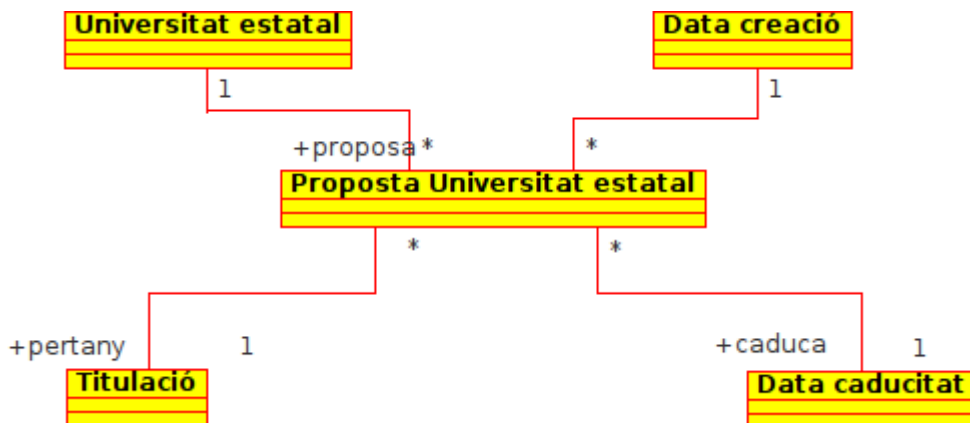 Universitat estatal
Data creació
1
1
+proposa
*
*
Proposta Universitat estatal
*
*
+pertany
1
+caduca
1
Titulació
Data caducitat